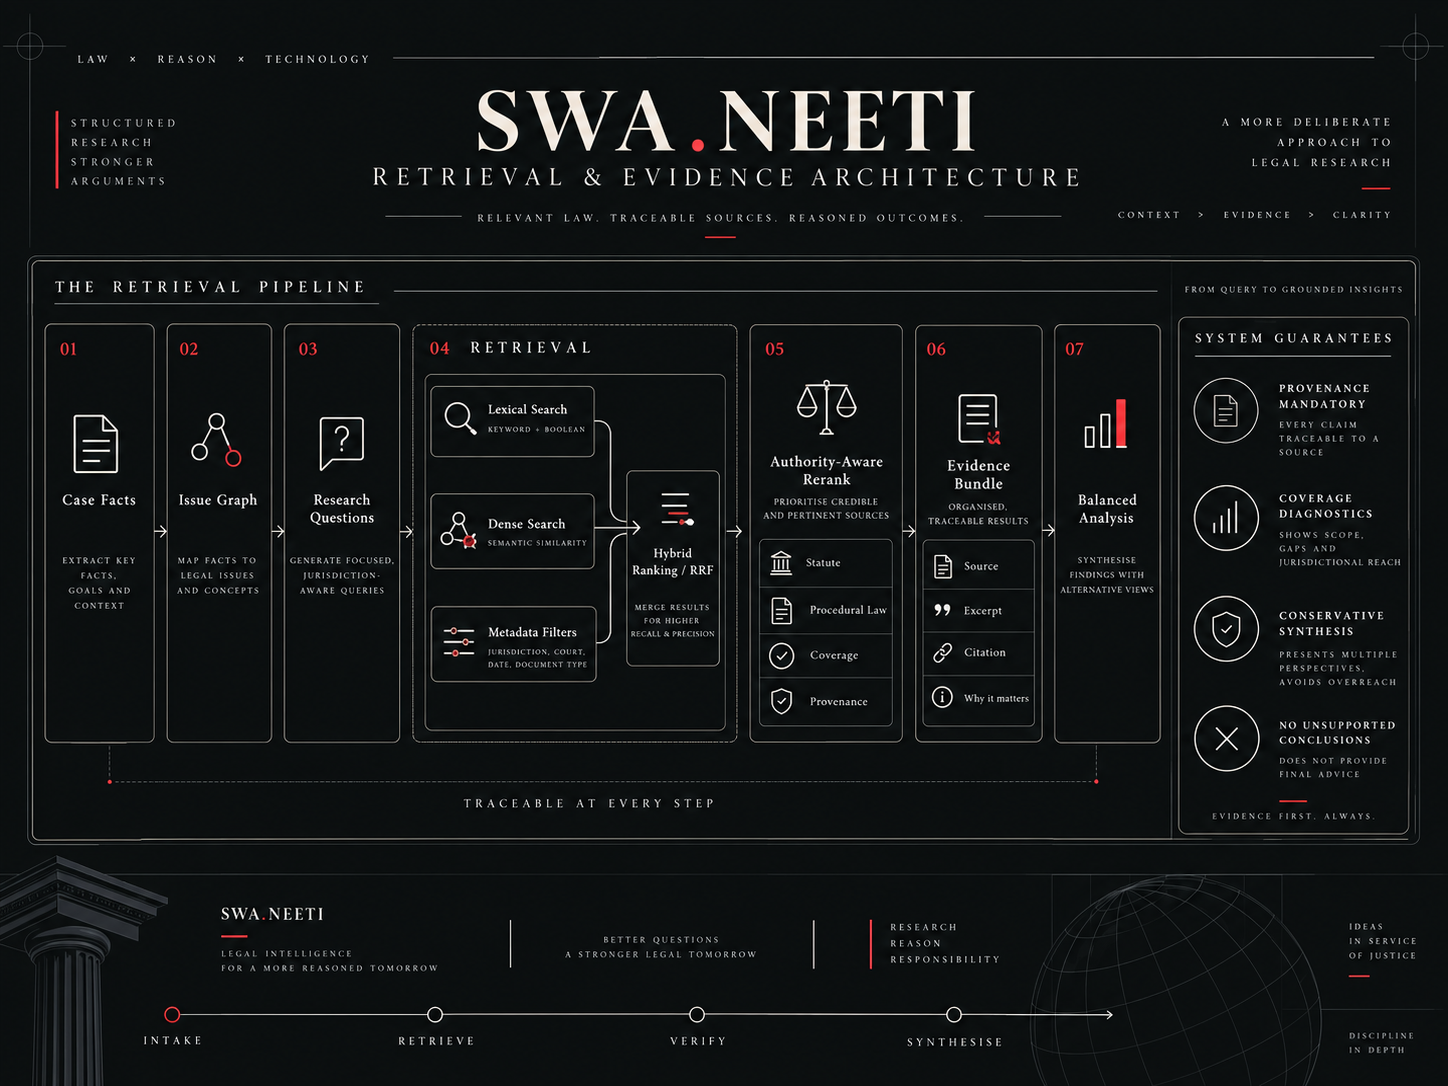 LAW × REASON × TECHNOLOGY
STRUCTURED
RESEARCH
STRONGER
ARGUMENTS
SWA.NEETI
RETRIEVAL & EVIDENCE ARCHITECTURE
RELEVANT LAW. TRACEABLE SOURCES. REASONED OUTCOMES.
A MORE DELIBERATE
APPROACH TO
LEGAL RESEARCH
CONTEXT > EVIDENCE > CLARITY
THE RETRIEVAL PIPELINE
FROM QUERY TO GROUNDED INSIGHTS
01
Case Facts
EXTRACT KEY
FACTS,
GOALS AND
CONTEXT
02
Issue Graph
MAP FACTS TO
LEGAL ISSUES
AND CONCEPTS
03
?
Research
Questions
GENERATE FOCUSED,
JURISDICTION-
AWARE QUERIES
04 RETRIEVAL
Lexical Search
KEYWORD + BOOLEAN
Dense Search
SEMANTIC SIMILARITY
Metadata Filters
JURISDICTION, COURT,
DATE, DOCUMENT TYPE
Hybrid
Ranking / RRF
MERGE RESULTS
FOR HIGHER
RECALL & PRECISION
05
Authority-Aware
Rerank
PRIORITISE CREDIBLE
AND PERTINENT SOURCES
Statute
Procedural Law
Coverage
Provenance
06
Evidence
Bundle
ORGANISED,
TRACEABLE RESULTS
Source
Excerpt
Citation
Why it matters
07
Balanced
Analysis
SYNTHESISE
FINDINGS WITH
ALTERNATIVE VIEWS
TRACEABLE AT EVERY STEP
SYSTEM GUARANTEES
PROVENANCE
MANDATORY
EVERY CLAIM
TRACEABLE TO A
SOURCE
COVERAGE
DIAGNOSTICS
SHOWS SCOPE,
GAPS AND
JURISDICTIONAL REACH
CONSERVATIVE
SYNTHESIS
PRESENTS MULTIPLE
PERSPECTIVES,
AVOIDS OVERREACH
NO UNSUPPORTED
CONCLUSIONS
DOES NOT PROVIDE
FINAL ADVICE
EVIDENCE FIRST. ALWAYS.
SWA.NEETI
LEGAL INTELLIGENCE
FOR A MORE REASONED TOMORROW
BETTER QUESTIONS
A STRONGER LEGAL TOMORROW
RESEARCH
REASON
RESPONSIBILITY
IDEAS
IN SERVICE
OF JUSTICE
INTAKE
RETRIEVE
VERIFY
SYNTHESISE
DISCIPLINE
IN DEPTH